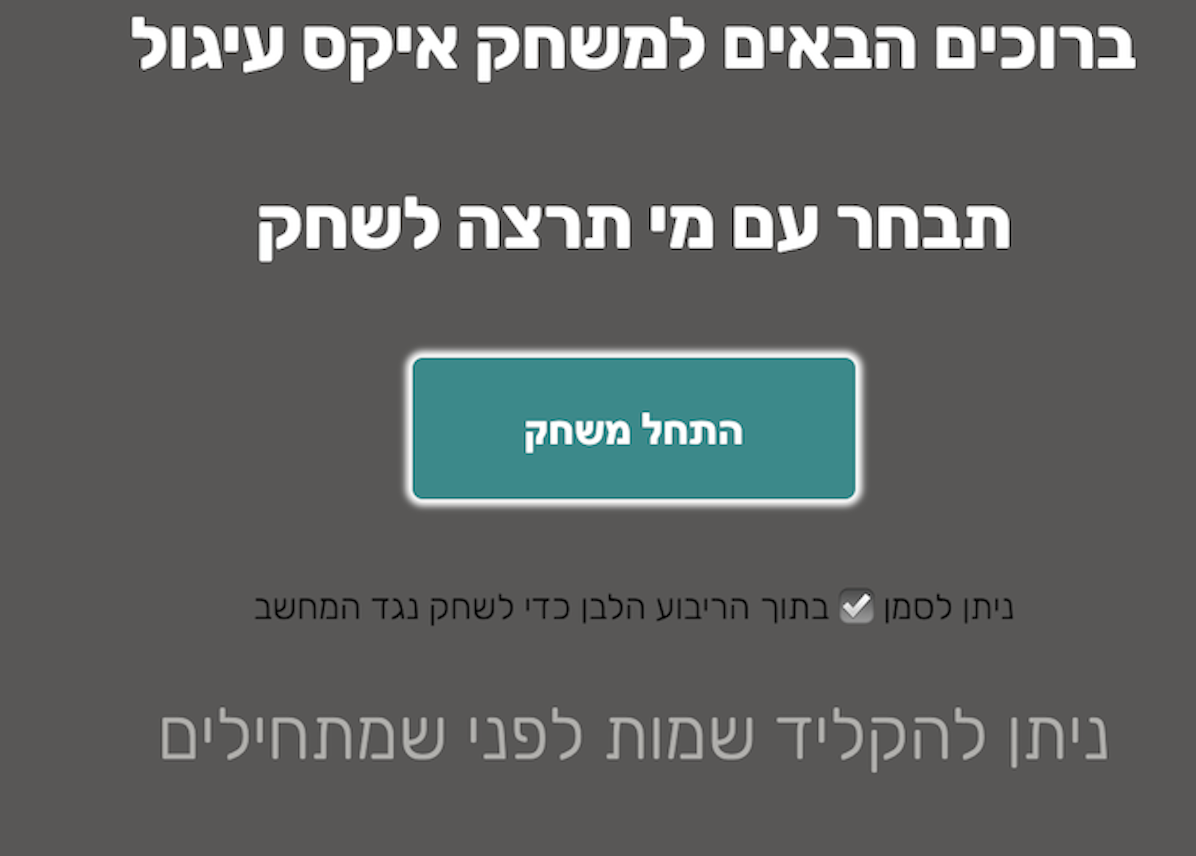 ברוכים הבאים למשחק איקס עיגול
תבחר עם מי תרצה לשחק
התחל משחק
ניתן לסמן ✔ בתוך הריבוע הלבן כדי לשחק נגד המחשב
ניתן להקליד שמות לפני שמתחילים